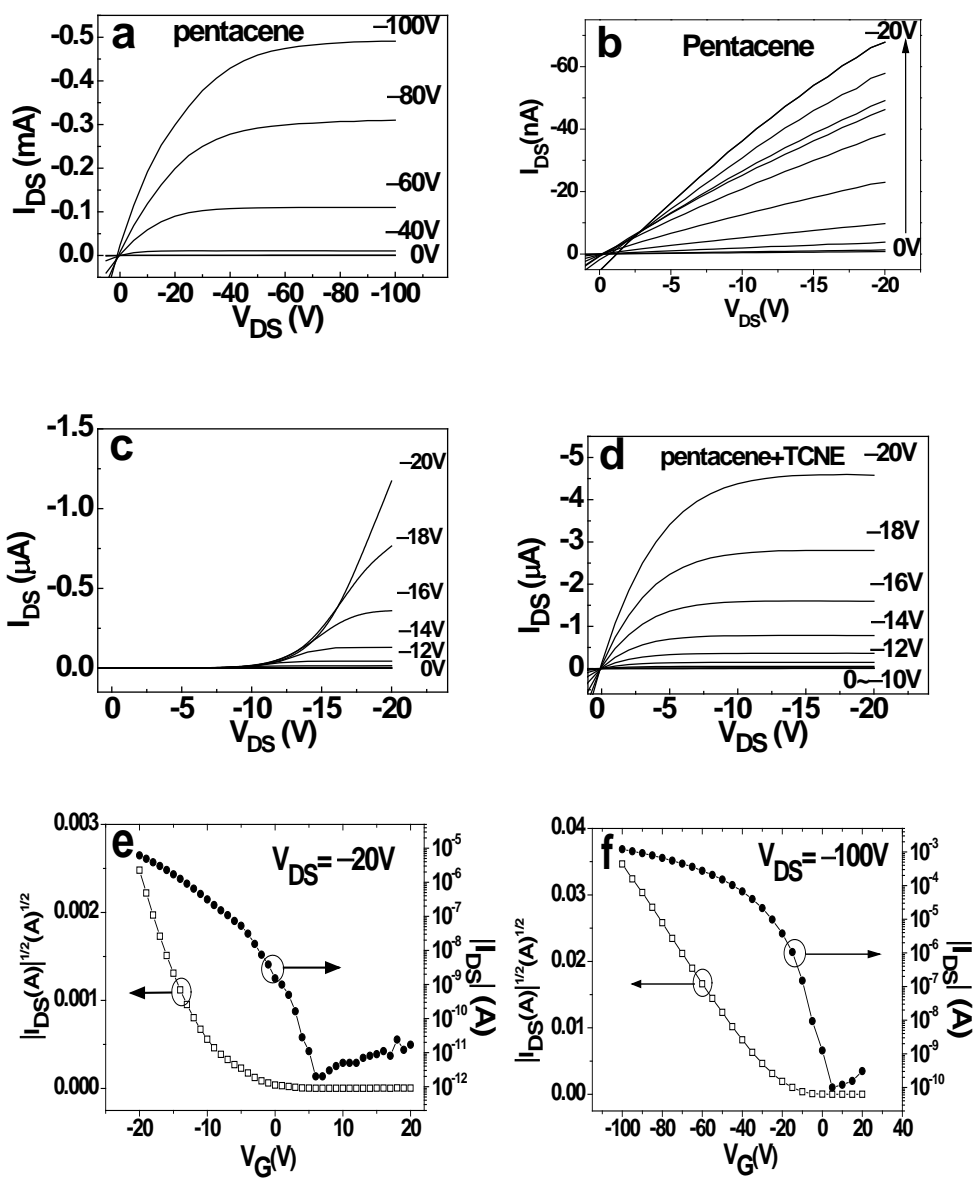 a pentacene
–100V
–80V
–60V
–40V
0V
-0.5
-0.4
-0.3
-0.2
-0.1
0.0
I_DS (mA)
0 -20 -40 -60 -80 -100
V_DS (V)
b Pentacene
–20V
0V
-60
-40
-20
0
I_DS(nA)
0 -5 -10 -15 -20
V_DS(V)
c
–20V
–18V
–16V
–14V
–12V
0V
-1.5
-1.0
-0.5
0.0
I_DS (μA)
0 -5 -10 -15 -20
V_DS (V)
d pentacene+TCNE
–20V
–18V
–16V
–14V
–12V
0~–10V
-5
-4
-3
-2
-1
0
I_DS (μA)
0 -5 -10 -15 -20
V_DS (V)
e V_DS= –20V
0.003
0.002
0.001
0.000
|I_DS(A)|^1/2(A)^1/2
10^-5
10^-6
10^-7
10^-8
10^-9
10^-10
10^-11
10^-12
|I_DS| (A)
-20 -10 0 10 20
V_G(V)
f V_DS= –100V
0.04
0.03
0.02
0.01
0.00
|I_DS(A)|^1/2(A)^1/2
10^-3
10^-4
10^-5
10^-6
10^-7
10^-8
10^-9
10^-10
|I_DS| (A)
-100 -80 -60 -40 -20 0 20 40
V_G(V)